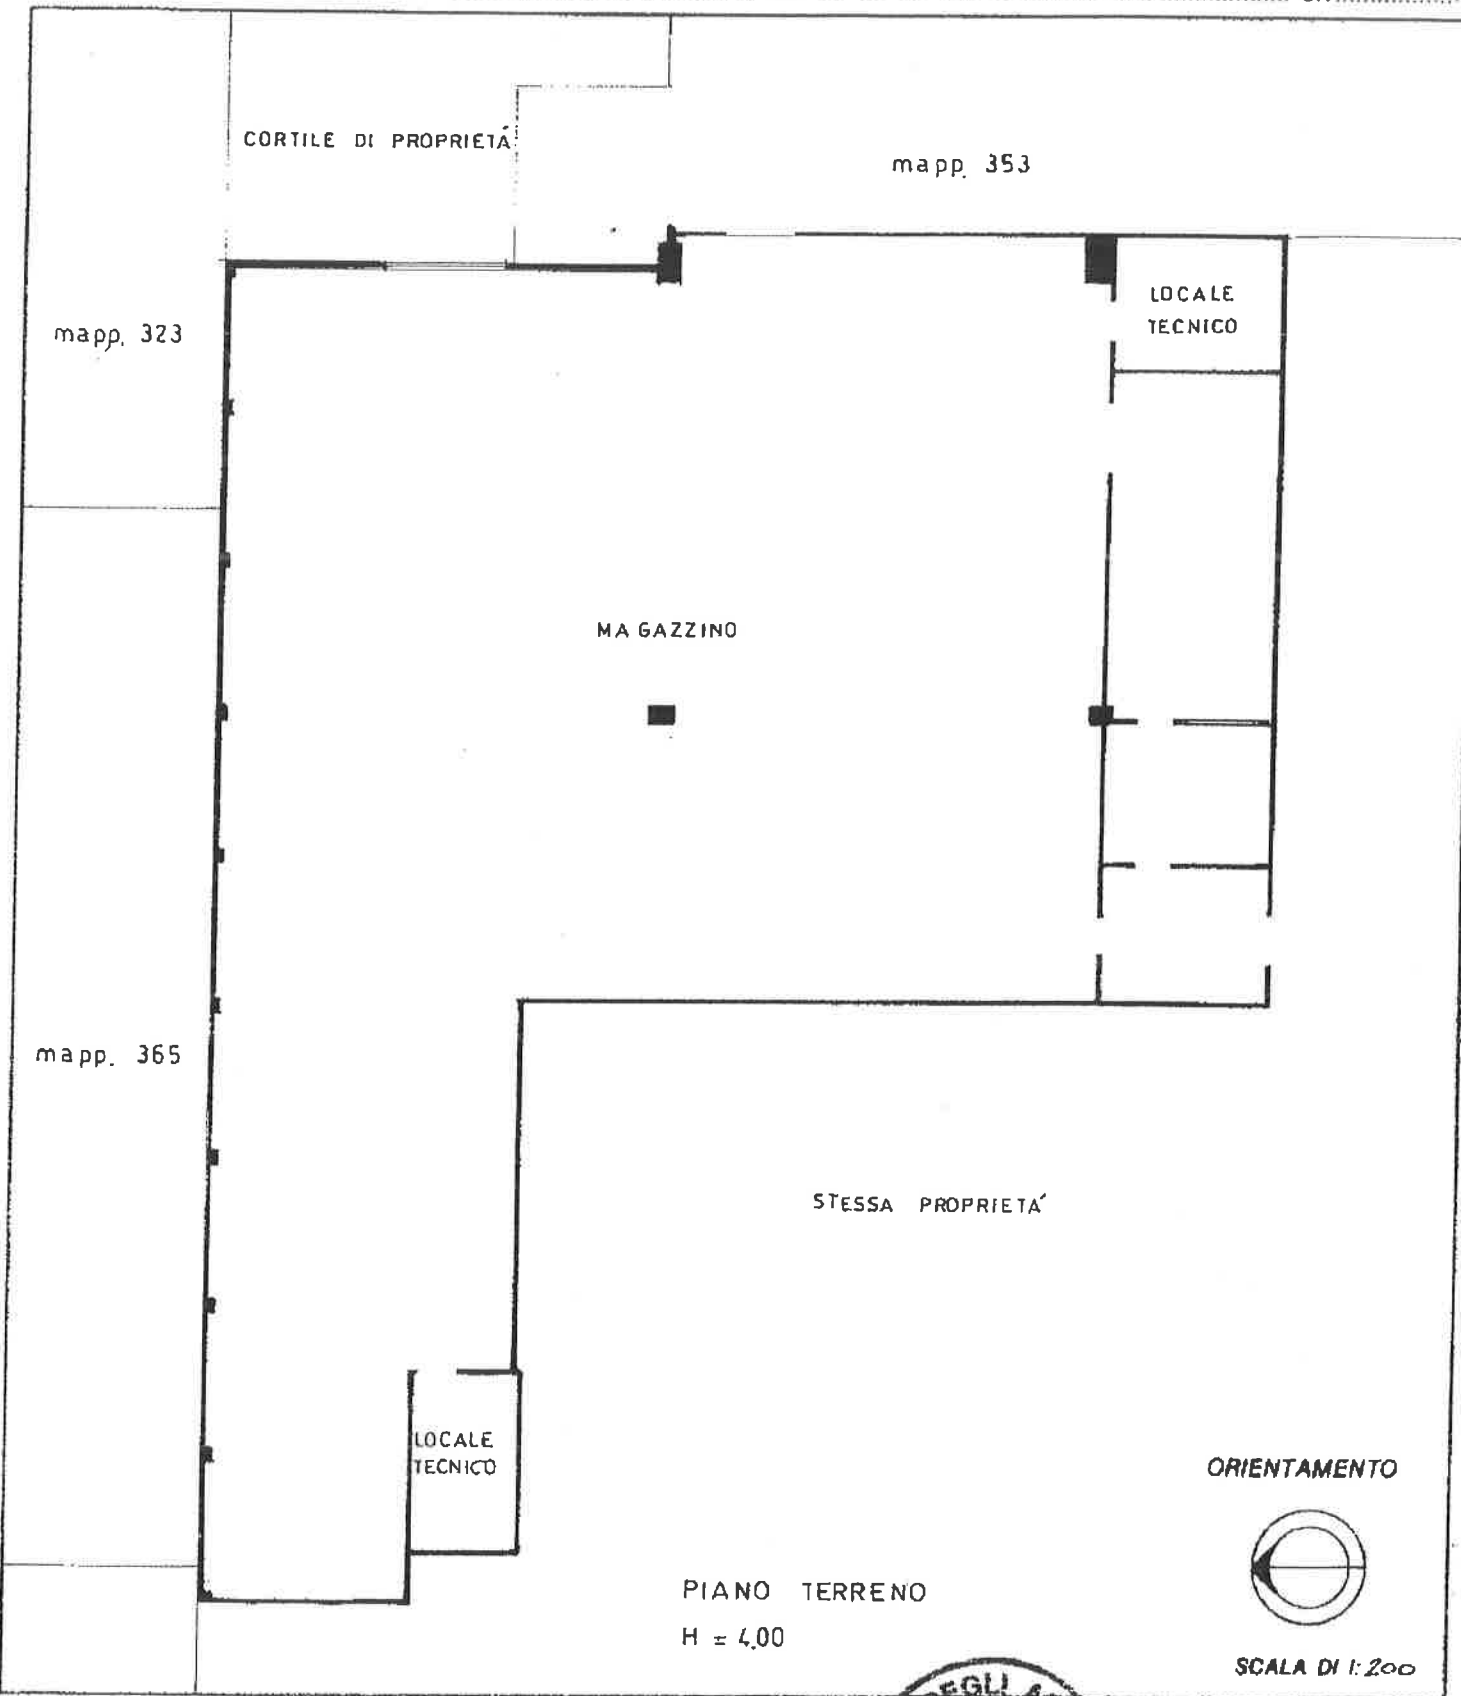 CORTILE DI PROPRIETÁ
mapp. 353
LOCALE
TECNICO
mapp. 323
MAGAZZINO
mapp. 365
STESSA PROPRIETÁ
LOCALE
TECNICO
ORIENTAMENTO
PIANO TERRENO
H = 4,00
SCALA DI 1:200
EGLI